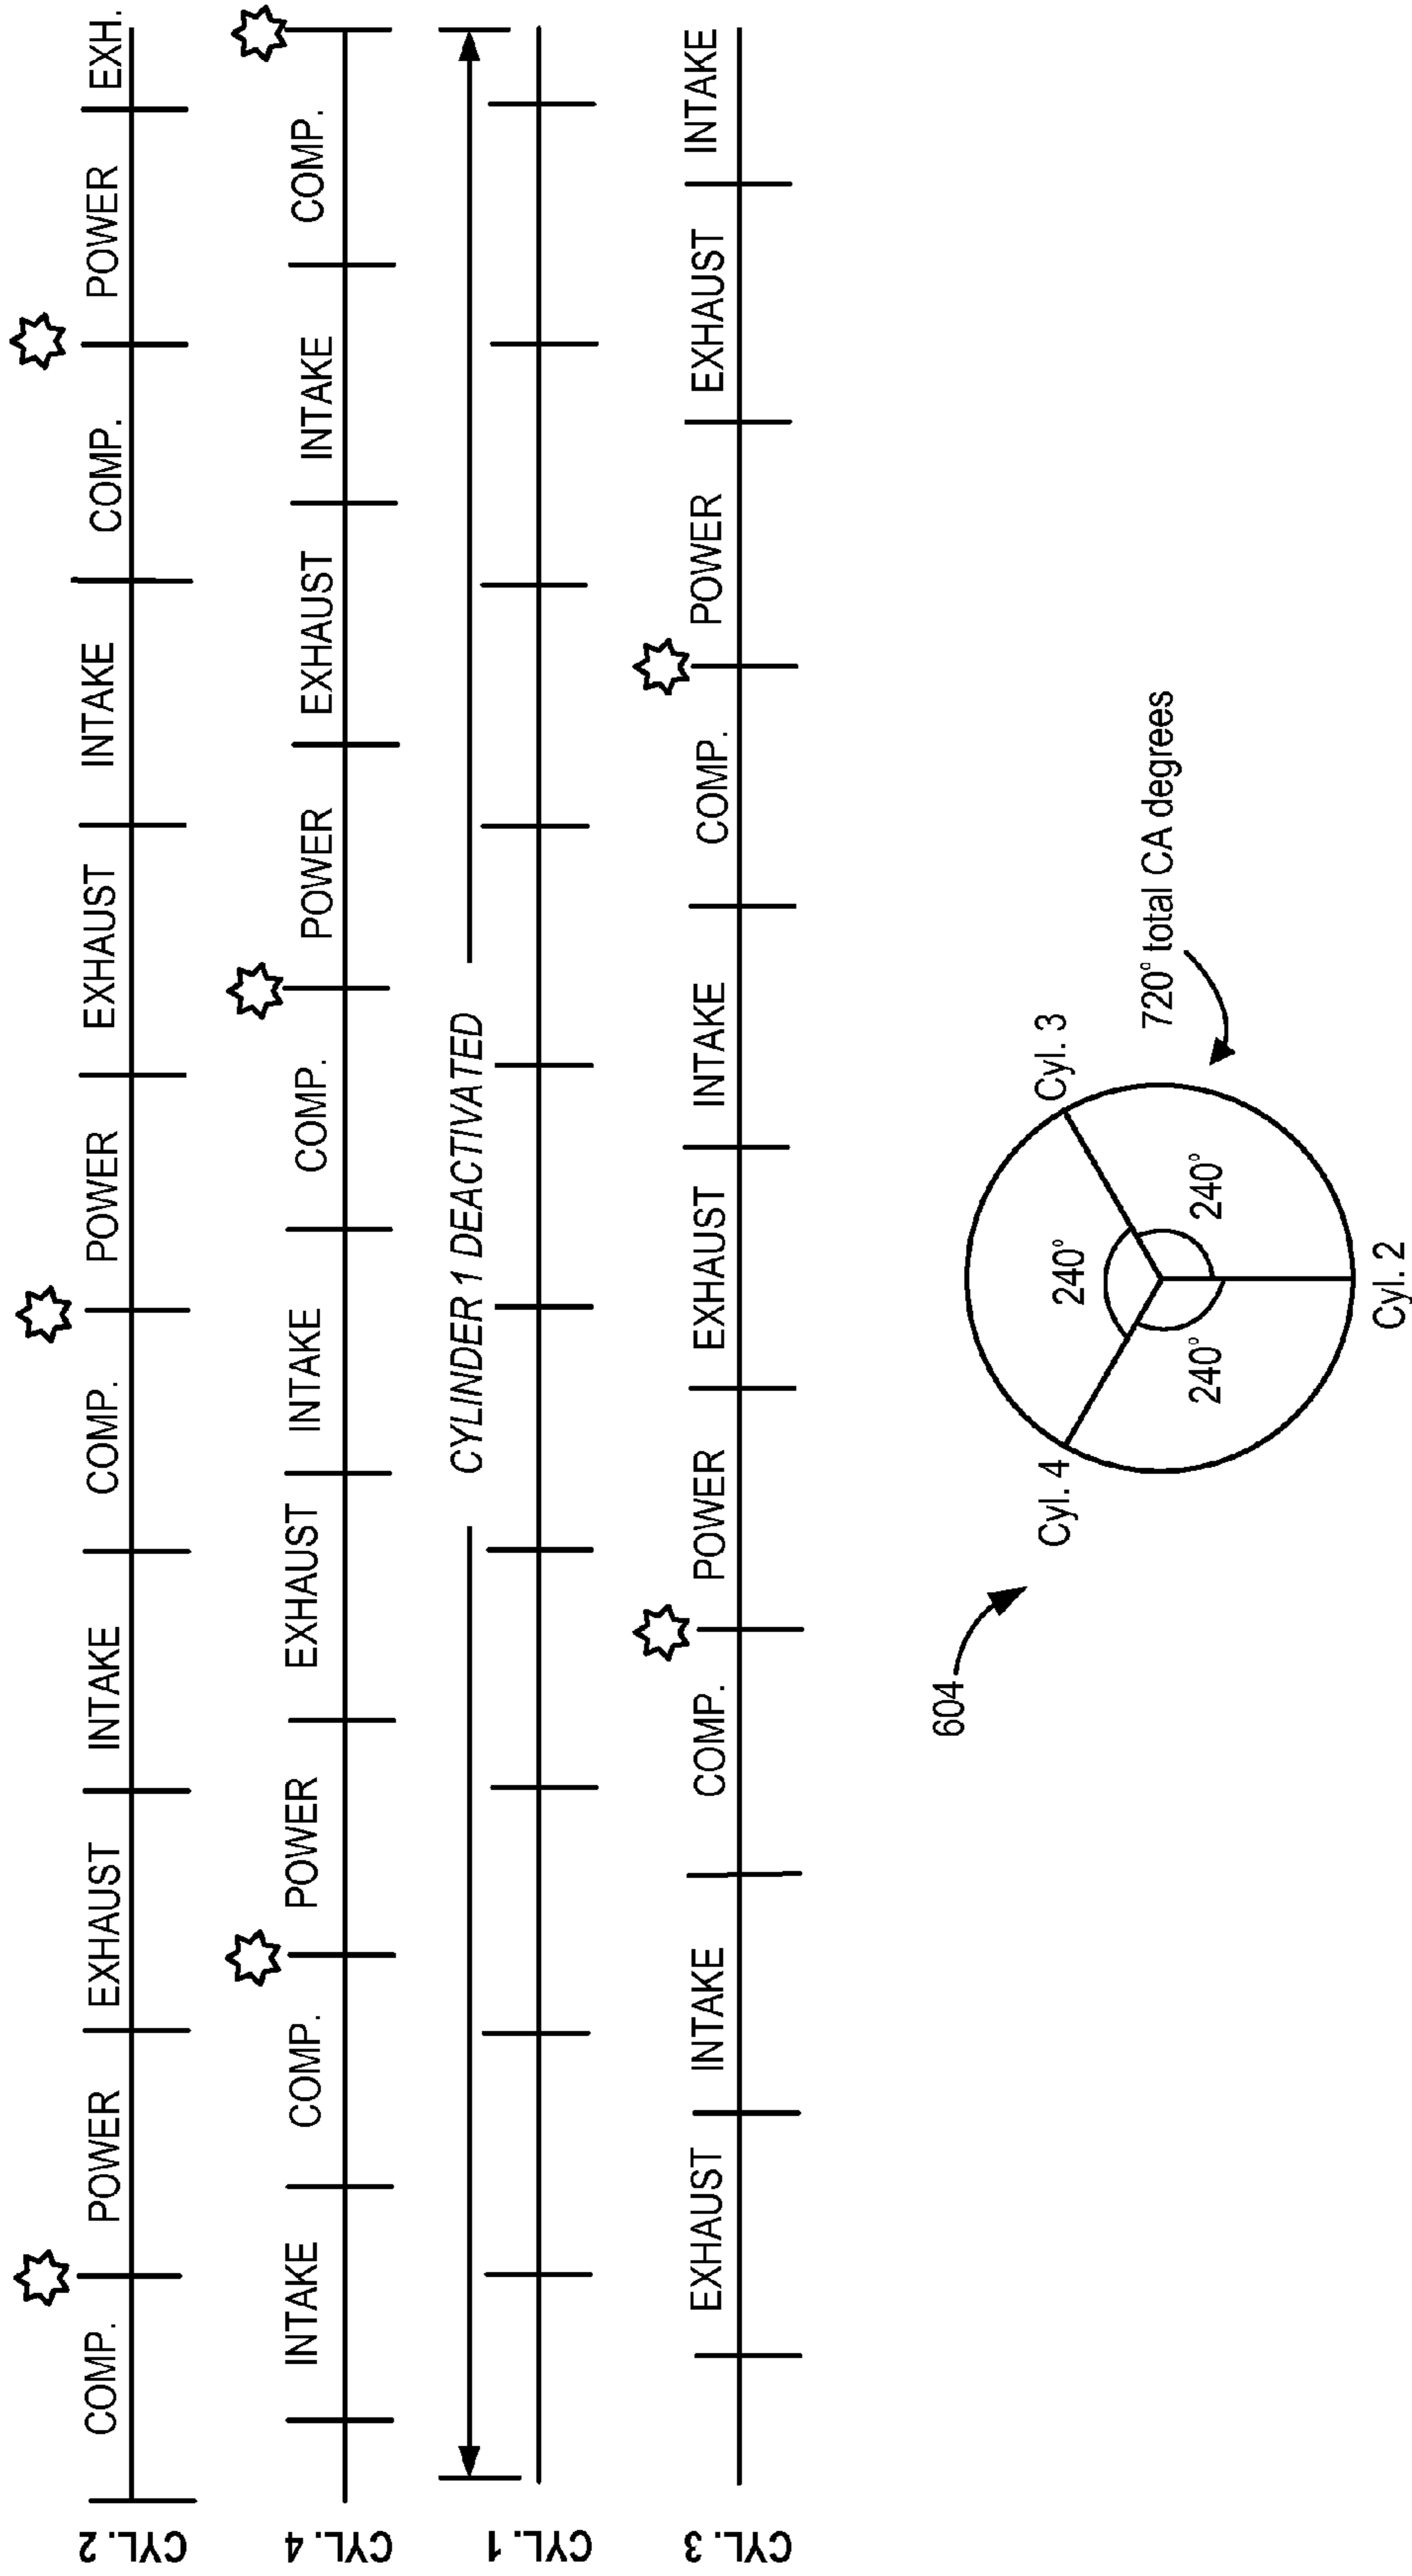 CYL. 2 COMP. POWER EXHAUST INTAKE COMP. POWER EXHAUST INTAKE COMP. POWER EXH.
CYL. 4 INTAKE COMP. POWER EXHAUST INTAKE COMP. POWER EXHAUST INTAKE COMP.
CYLINDER 1 DEACTIVATED
CYL. 1
CYL. 3 EXHAUST INTAKE COMP. POWER EXHAUST INTAKE COMP. POWER EXHAUST INTAKE
604
Cyl. 4
Cyl. 3
240°
240°
240°
720° total CA degrees
Cyl. 2